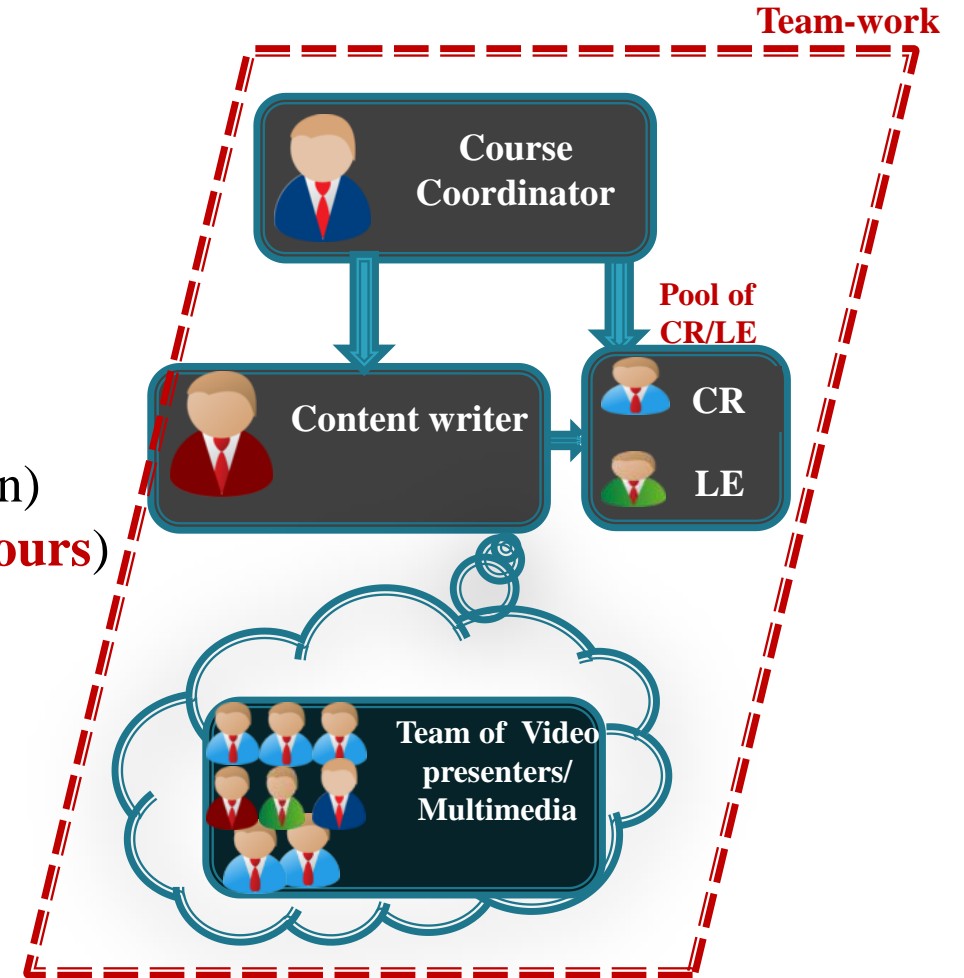 Team-work
Course
Coordinator
Pool of
CR/LE
Content writer
CR
LE
n)
ours)
Team of Video
presenters/
Multimedia